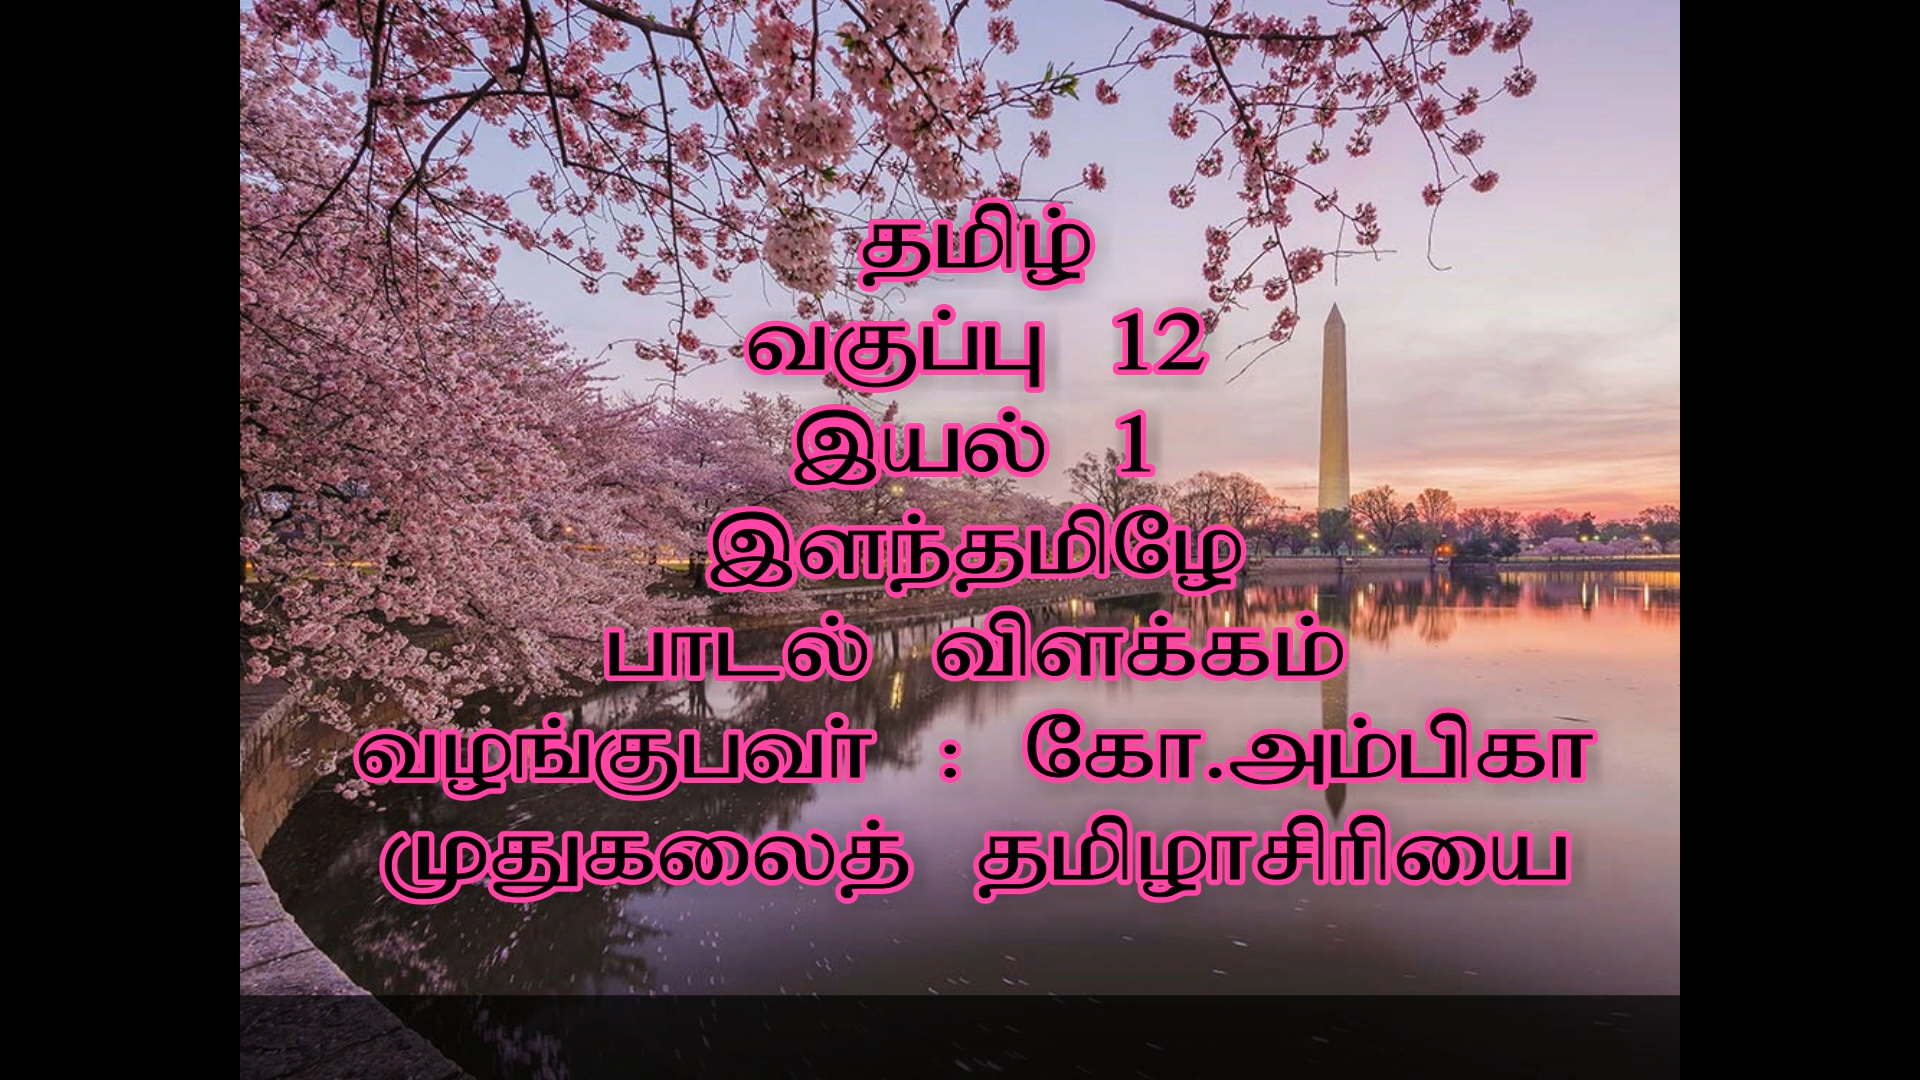 தமிழ்
வகுப்பு 12
இயல் 1
இளந்தமிழே
பாடல் விளக்கம்
வழங்குபவர் : கோ.அம்பிகா
முதுகலைத் தமிழாசிரியை